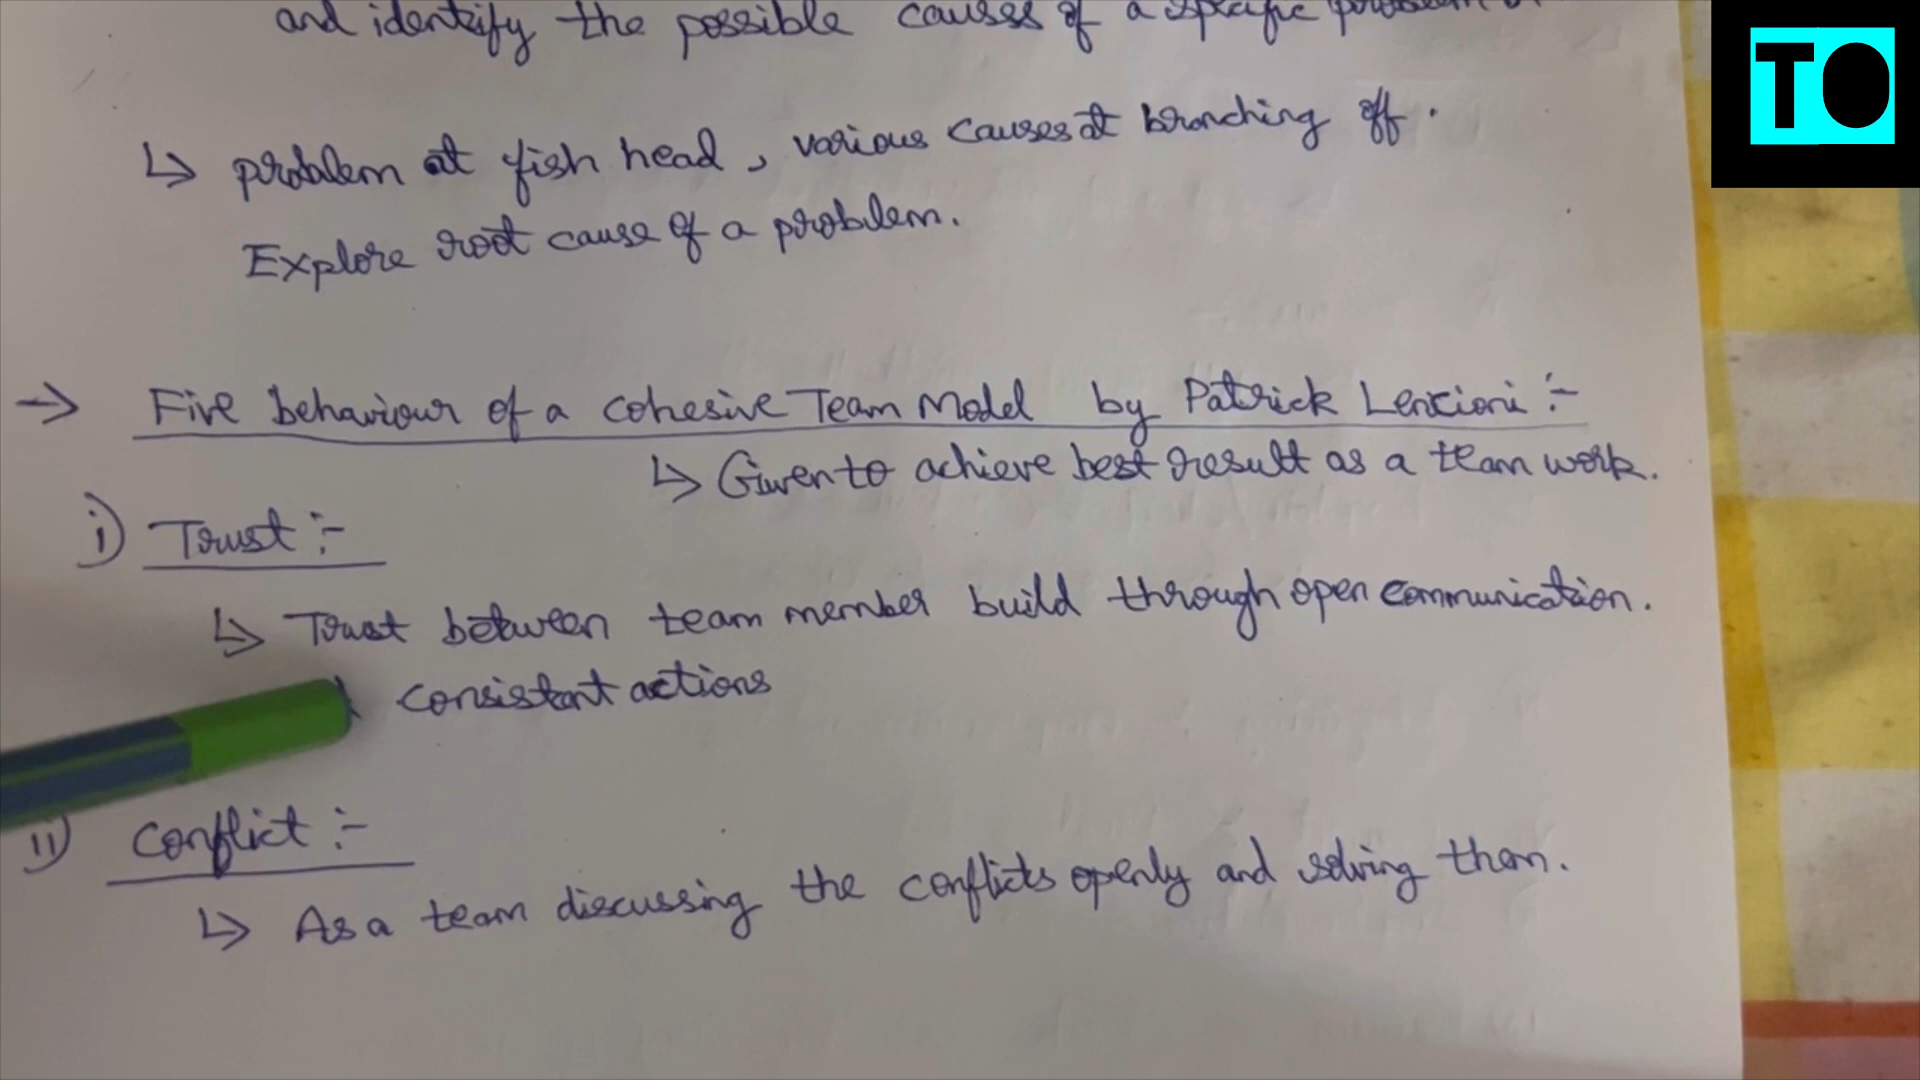 and identify the possible causes of a specific problem
TO
↳ problem at fish head, various causes at branching off.
Explore root cause of a problem.
→ Five behaviour of a cohesive Team Model by Patrick Lencioni :-
↳ Given to achieve best result as a team work.
i) Trust :-
↳ Trust between team member build through open communication.
consistant actions
ii) Conflict :-
↳ As a team discussing the conflicts openly and solving them.